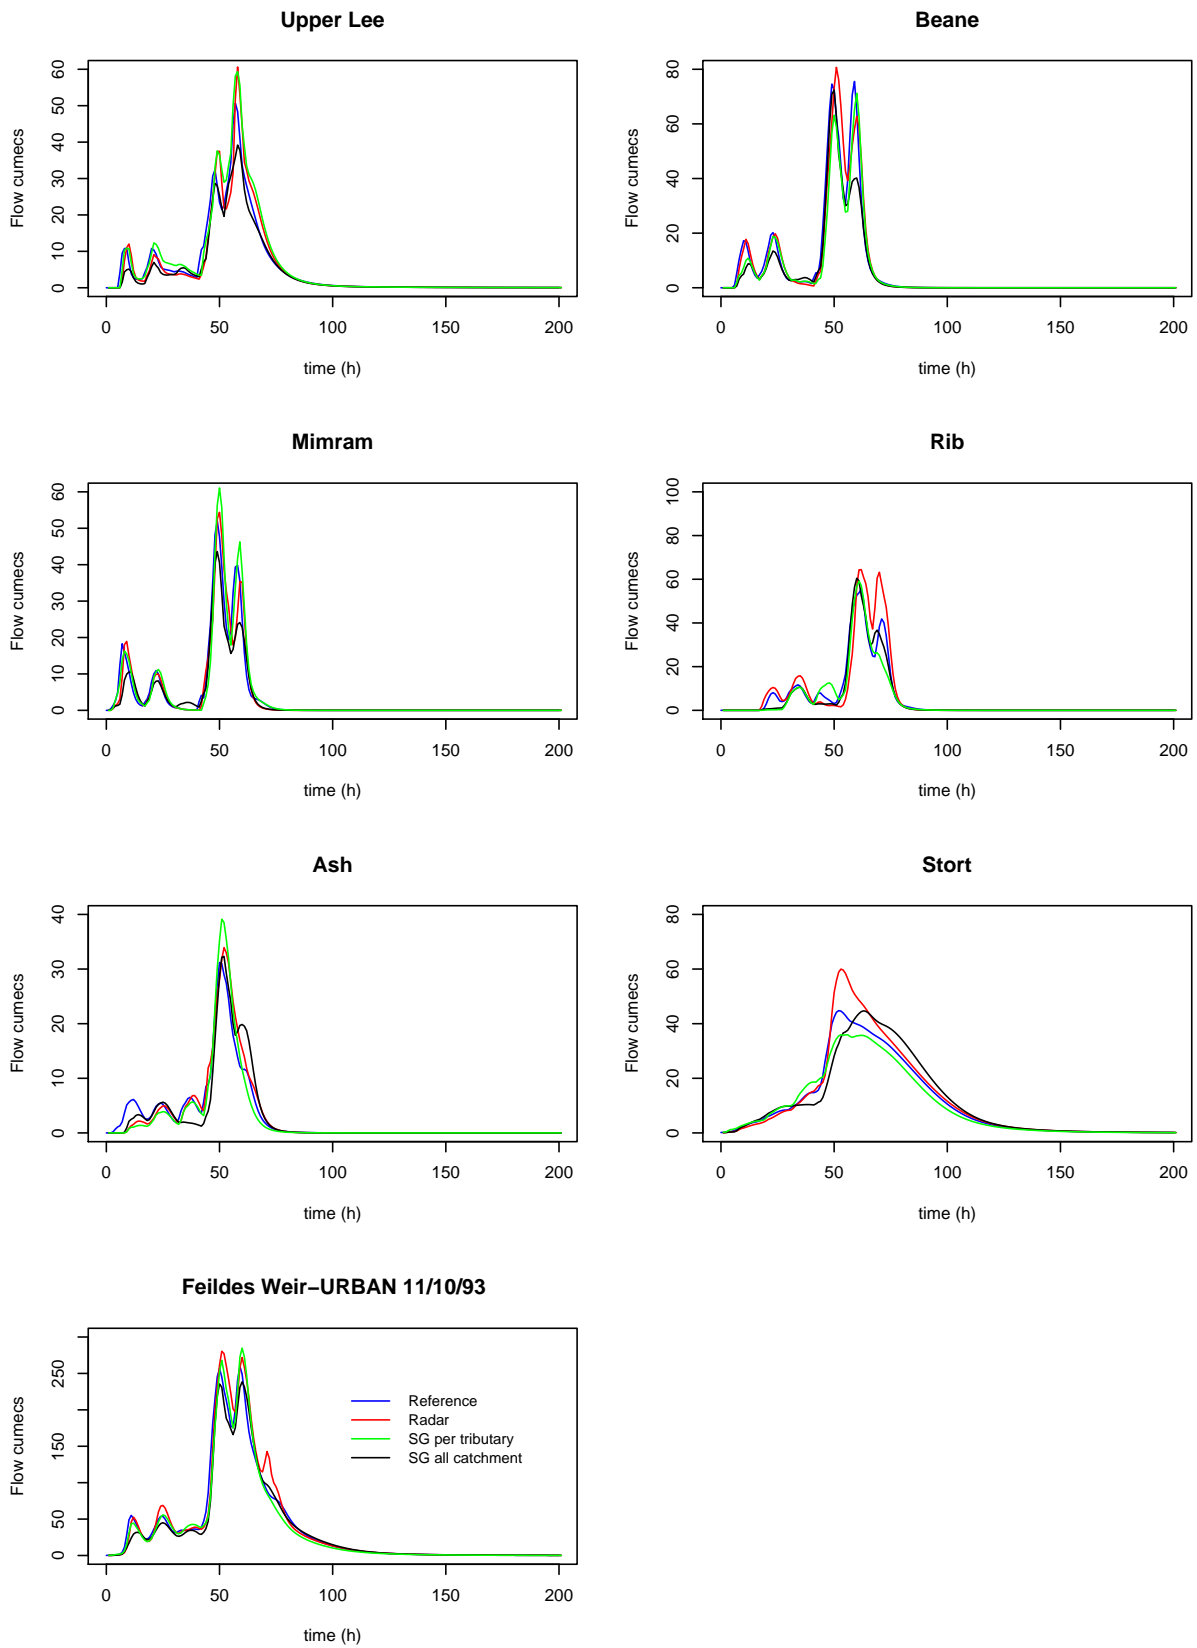 Upper Lee
Flow cumecs
60
50
40
30
20
10
0
0 50 100 150 200
time (h)
Beane
Flow cumecs
80
60
40
20
0
0 50 100 150 200
time (h)
Mimram
Flow cumecs
60
50
40
30
20
10
0
0 50 100 150 200
time (h)
Rib
Flow cumecs
100
80
60
40
20
0
0 50 100 150 200
time (h)
Ash
Flow cumecs
40
30
20
10
0
0 50 100 150 200
time (h)
Stort
Flow cumecs
80
60
40
20
0
0 50 100 150 200
time (h)
Feildes Weir−URBAN 11/10/93
Flow cumecs
250
150
50
0
Reference
Radar
SG per tributary
SG all catchment
0 50 100 150 200
time (h)